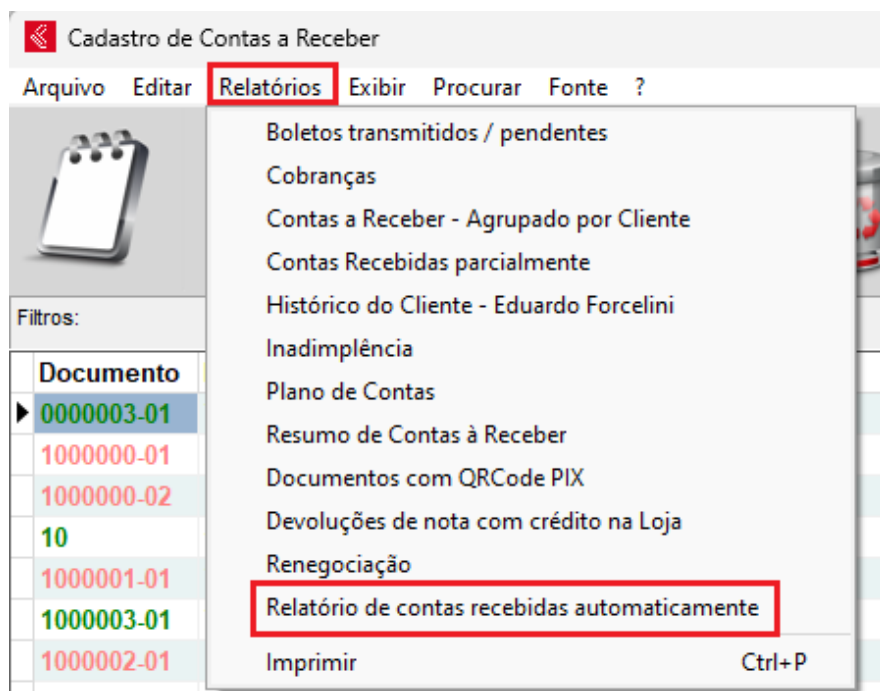 Cadastro de Contas a Receber
Arquivo Editar Relatórios Exibir Procurar Fonte ?
Boletos transmitidos / pendentes
Cobranças
Contas a Receber - Agrupado por Cliente
Contas Recebidas parcialmente
Histórico do Cliente - Eduardo Forcelini
Inadimplência
Plano de Contas
Resumo de Contas à Receber
Documentos com QRCode PIX
Devoluções de nota com crédito na Loja
Renegociação
Relatório de contas recebidas automaticamente
Imprimir Ctrl+P
Filtros:
Documento
0000003-01
1000000-01
1000000-02
10
1000001-01
1000003-01
1000002-01